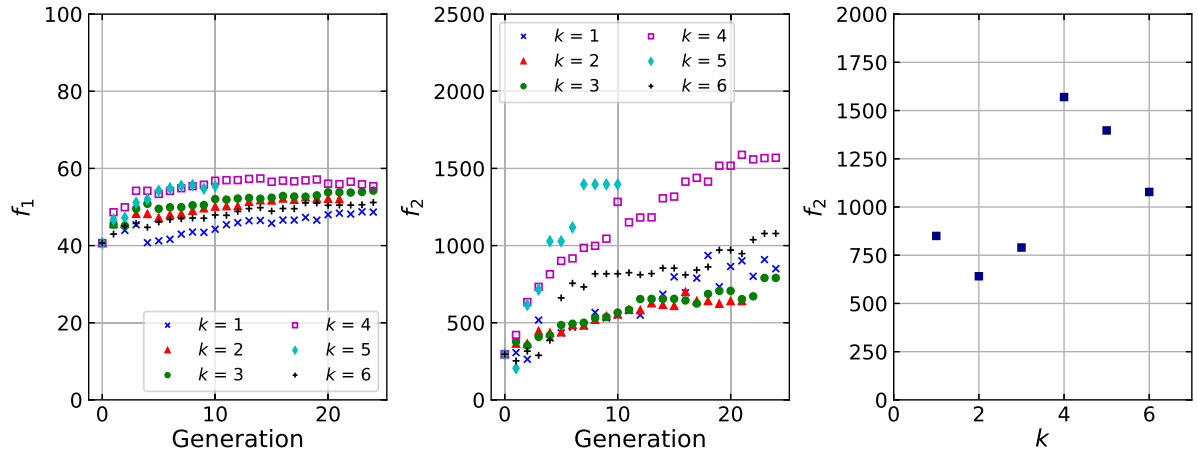 100
80
60
40
20
0
f1
0
10
20
Generation
k = 1
k = 2
k = 3
k = 4
k = 5
k = 6
2500
2000
1500
1000
500
0
f2
0
10
20
Generation
k = 1
k = 2
k = 3
k = 4
k = 5
k = 6
2000
1750
1500
1250
1000
750
500
250
0
f2
0
2
4
6
k